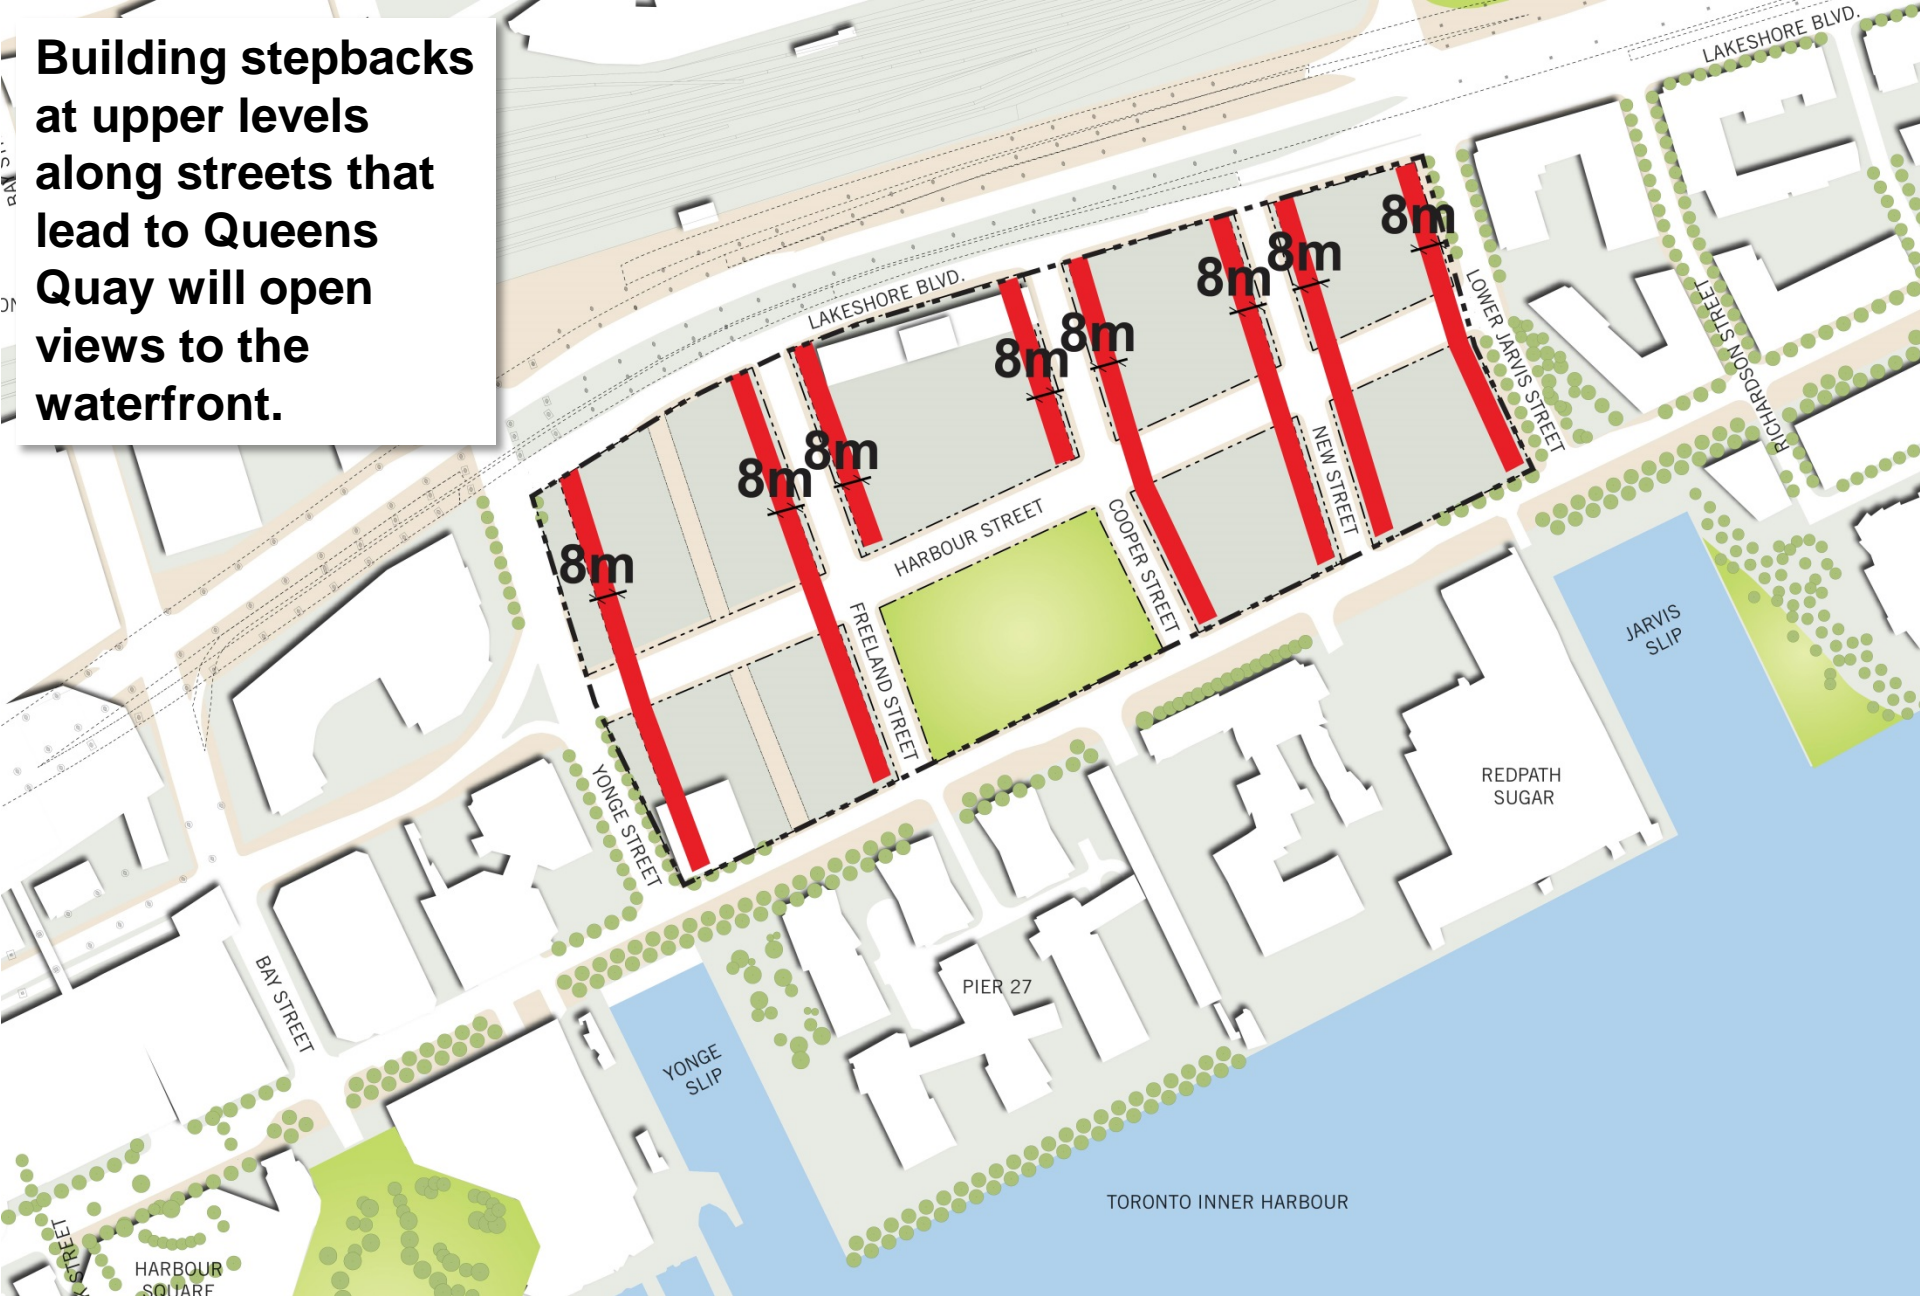 Building stepbacks
at upper levels
along streets that
lead to Queens
Quay will open
views to the
waterfront.
LAKESHORE BLVD.
LAKESHORE BLVD.
8m
8m
8m
8m
8m
8m
8m
8m
LOWER JARVIS STREET
RICHARDSON STREET
NEW STREET
COOPER STREET
HARBOUR STREET
FREELAND STREET
YONGE STREET
BAY STREET
JARVIS
SLIP
REDPATH
SUGAR
PIER 27
YONGE
SLIP
TORONTO INNER HARBOUR
HARBOUR
SQUARE
STREET